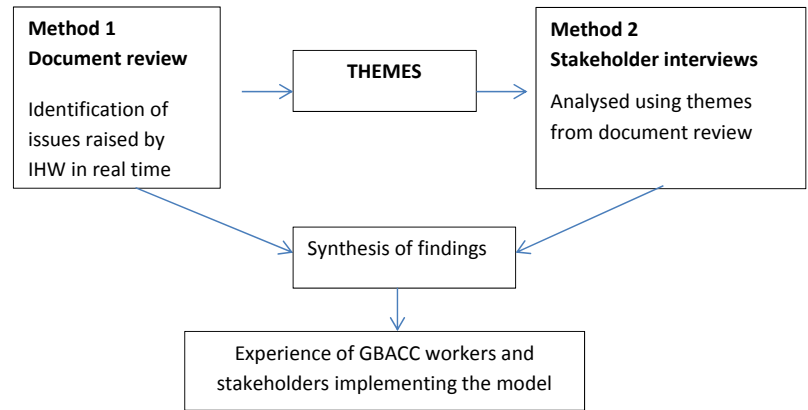 Method 1
Document review
Identification of
issues raised by
IHW in real time
THEMES
Method 2
Stakeholder interviews
Analysed using themes
from document review
Synthesis of findings
Experience of GBACC workers and
stakeholders implementing the model